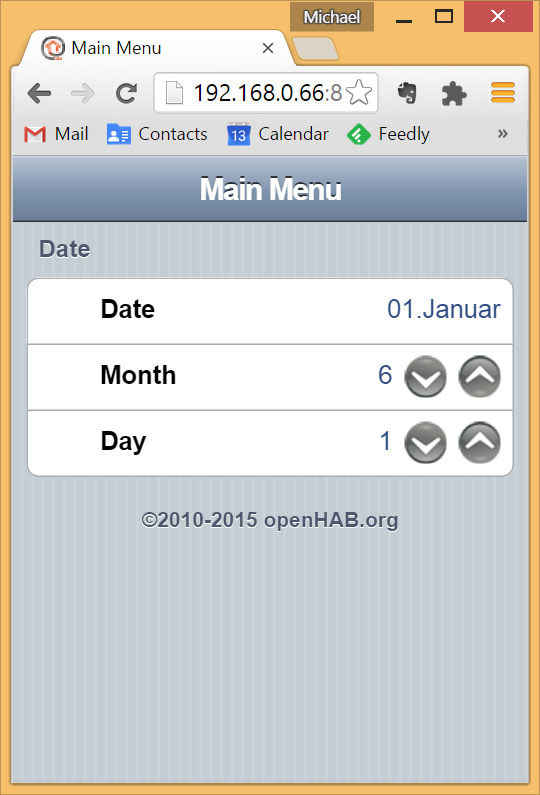 Michael
Main Menu
192.168.0.66:8
Mail Contacts 13 Calendar Feedly »
Main Menu
Date
Date 01.Januar
Month 6
Day 1
©2010-2015 openHAB.org